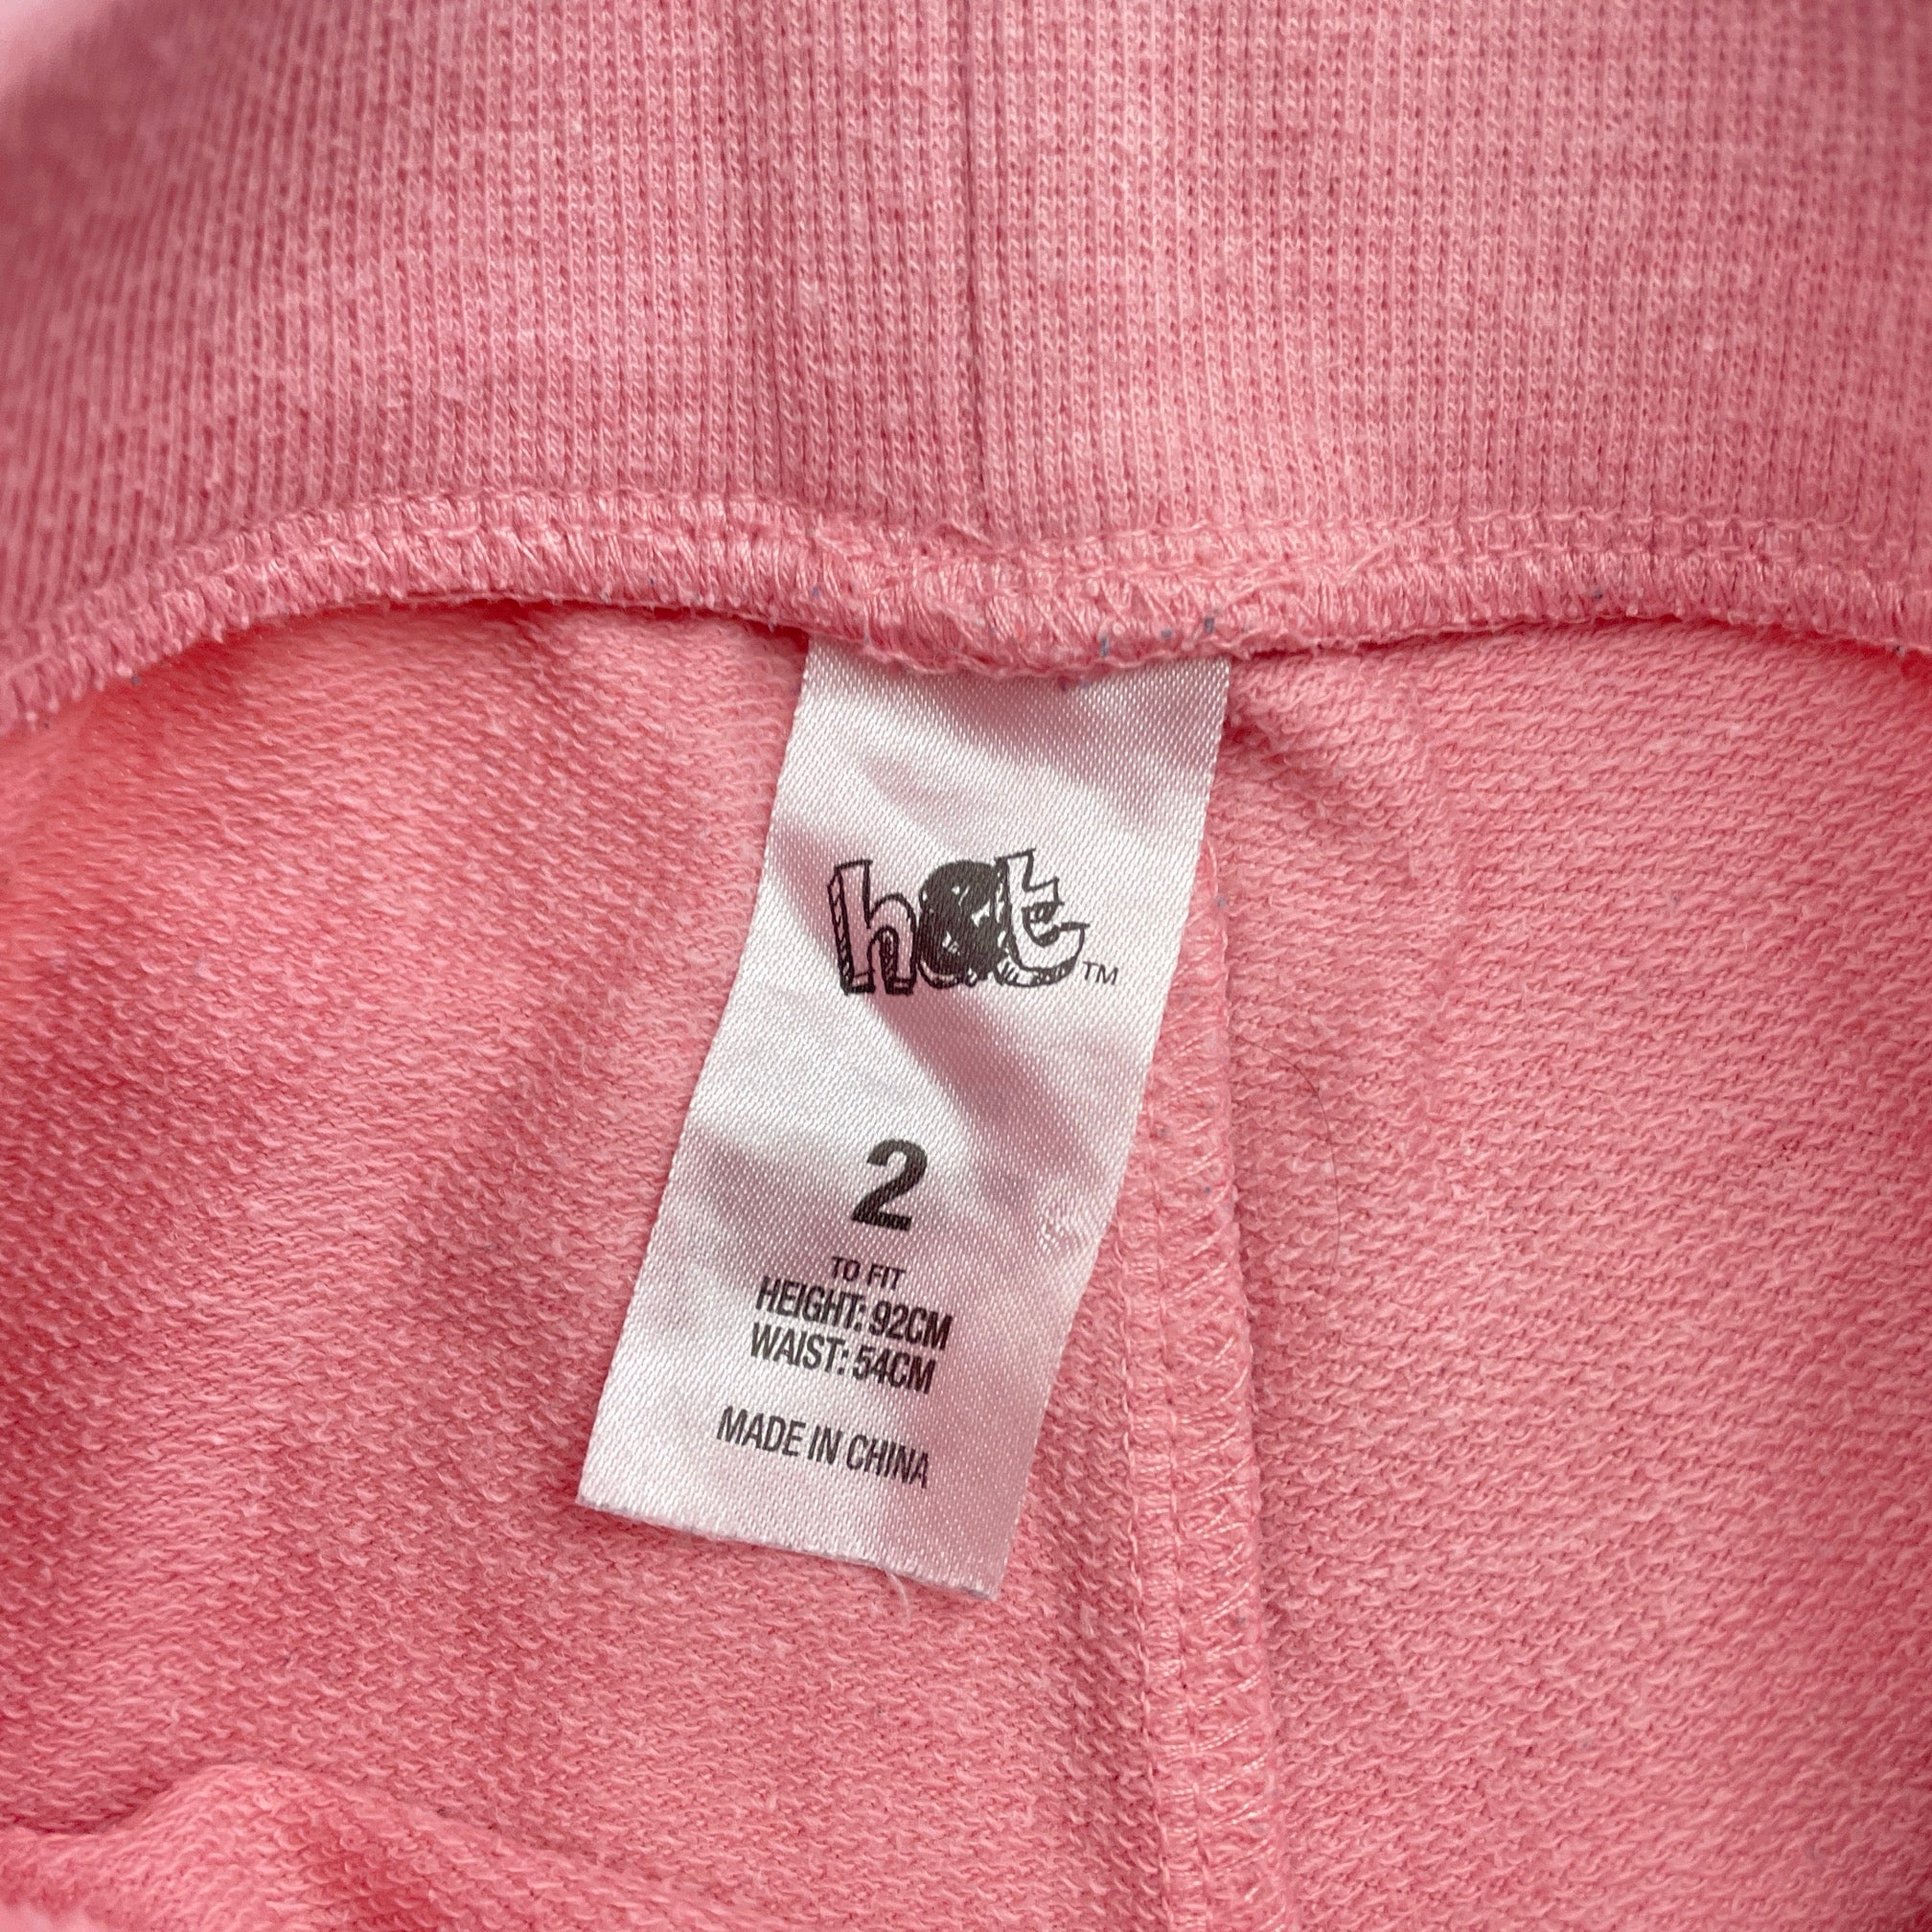 hot™
2
TO FIT
HEIGHT: 92CM
WAIST: 54CM
MADE IN CHINA